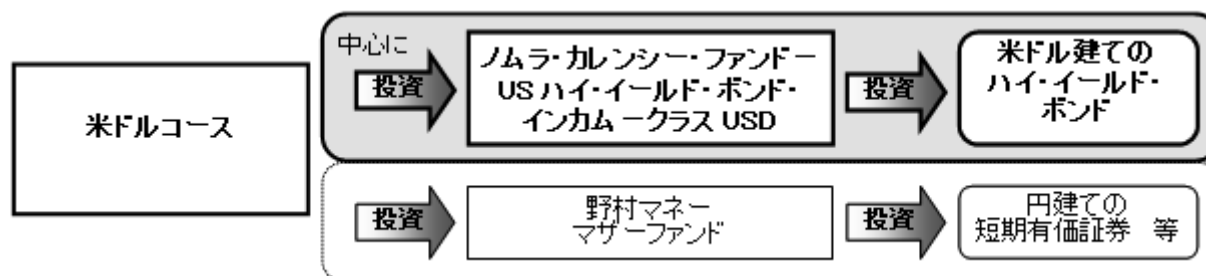 米ドルコース
中心に
投資
ノムラ・カレンシー・ファンドー
US ハイ・イールド・ボンド・
インカム ークラス USD
投資
米ドル建ての
ハイ・イールド・
ボンド
投資
野村マネー
マザーファンド
投資
円建ての
短期有価証券　等